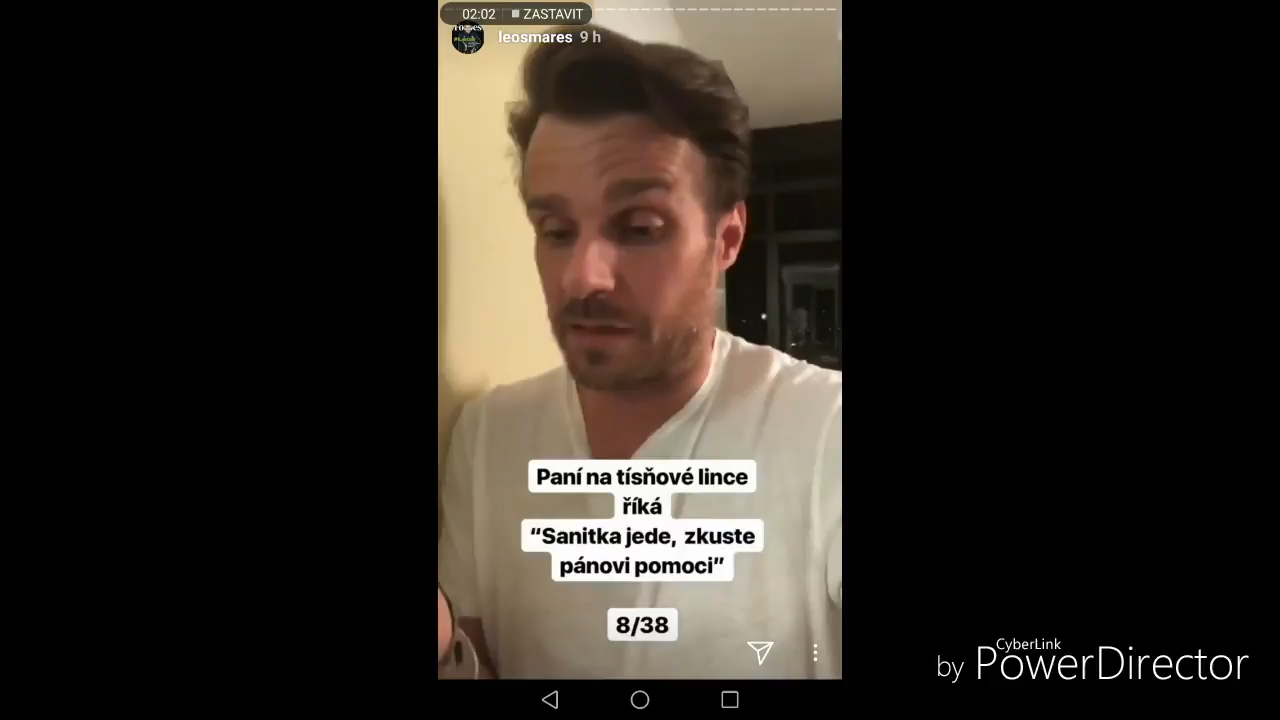 02:02 ZASTAVIT
leosmares 9 h
Paní na tísňové lince
říká
“Sanitka jede, zkuste
pánovi pomoci”
8/38
CyberLink
by PowerDirector